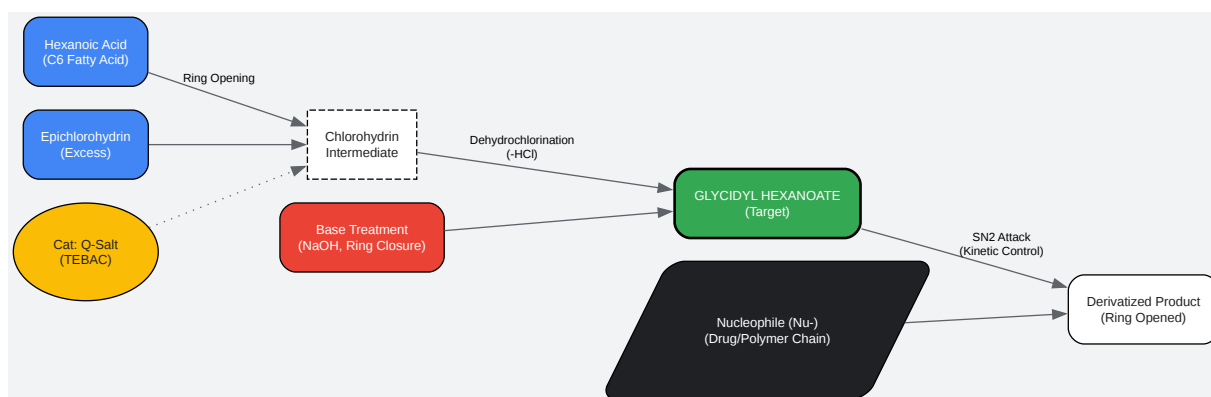 Hexanoic Acid
(C6 Fatty Acid)
Ring Opening
Epichlorohydrin
(Excess)
Chlorohydrin
Intermediate
Dehydrochlorination
(-HCl)
Cat: Q-Salt
(TEBAC)
Base Treatment
(NaOH, Ring Closure)
GLYCIDYL HEXANOATE
(Target)
SN2 Attack
(Kinetic Control)
Nucleophile (Nu-)
(Drug/Polymer Chain)
Derivatized Product
(Ring Opened)